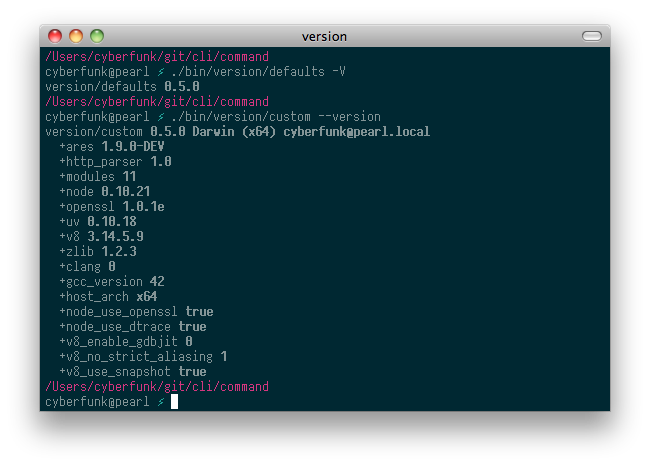 version
/Users/cyberfunk/git/cli/command
cyberfunk@pearl ⚡ ./bin/version/defaults -V
version/defaults 0.5.0
/Users/cyberfunk/git/cli/command
cyberfunk@pearl ⚡ ./bin/version/custom --version
version/custom 0.5.0 Darwin (x64) cyberfunk@pearl.local
+ares 1.9.0-DEV
+http_parser 1.0
+modules 11
+node 0.10.21
+openssl 1.0.1e
+uv 0.10.18
+v8 3.14.5.9
+zlib 1.2.3
+clang 0
+gcc_version 42
+host_arch x64
+node_use_openssl true
+node_use_dtrace true
+v8_enable_gdbjit 0
+v8_no_strict_aliasing 1
+v8_use_snapshot true
/Users/cyberfunk/git/cli/command
cyberfunk@pearl ⚡